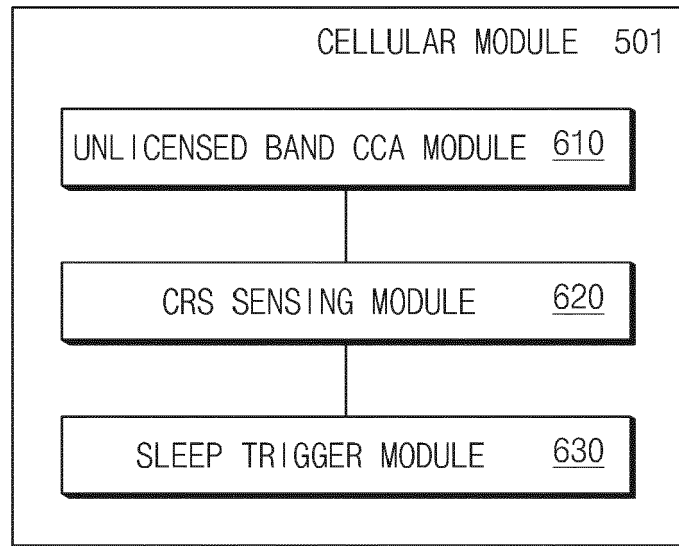 CELLULAR MODULE 501
UNLICENSED BAND CCA MODULE 610
CRS SENSING MODULE 620
SLEEP TRIGGER MODULE 630